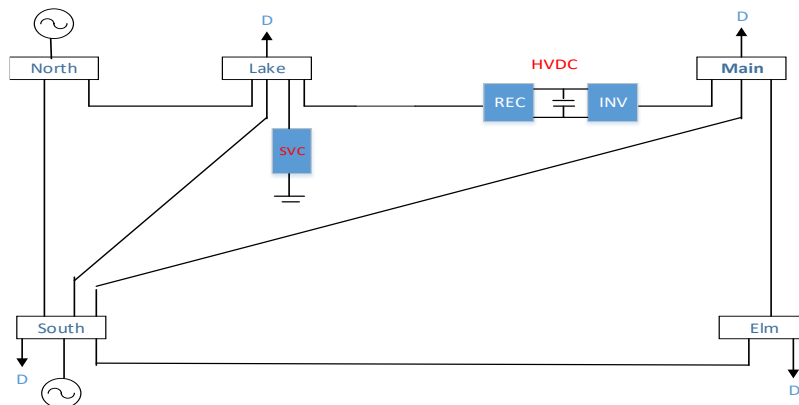 D
D
HVDC
North
Lake
Main
REC
INV
SVC
South
Elm
D
D